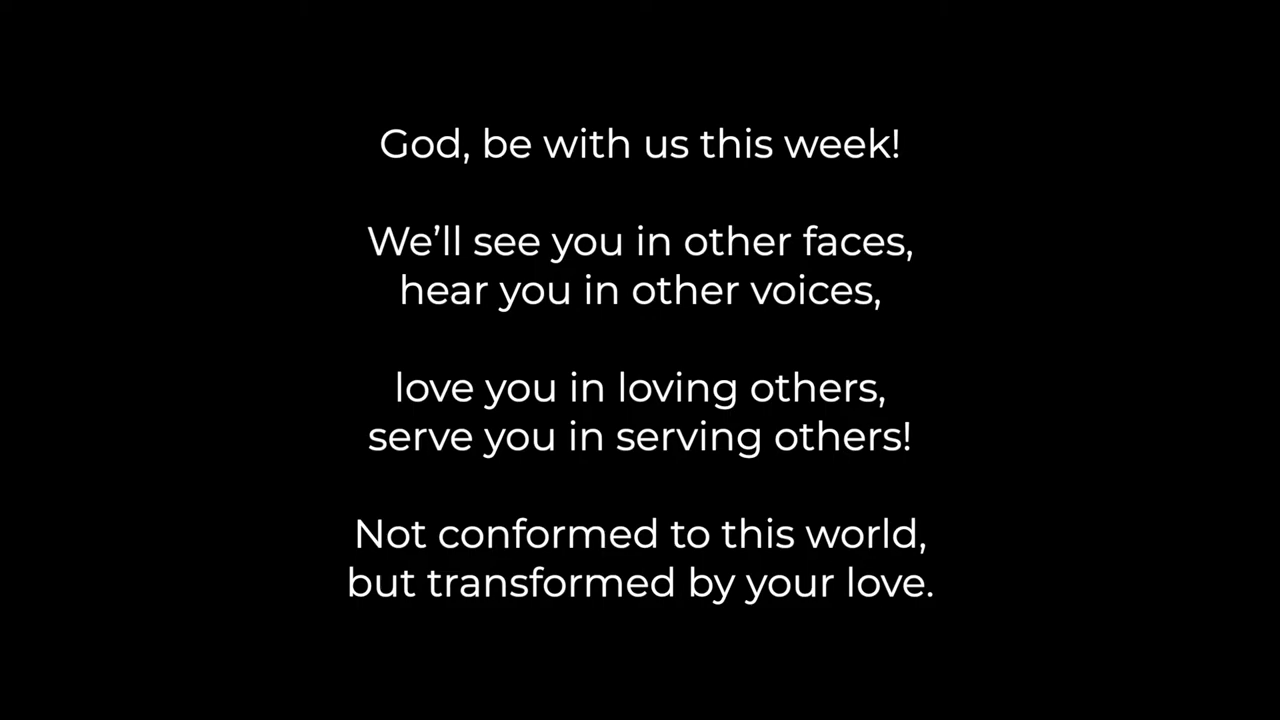 God, be with us this week!
We’ll see you in other faces,
hear you in other voices,
love you in loving others,
serve you in serving others!
Not conformed to this world,
but transformed by your love.